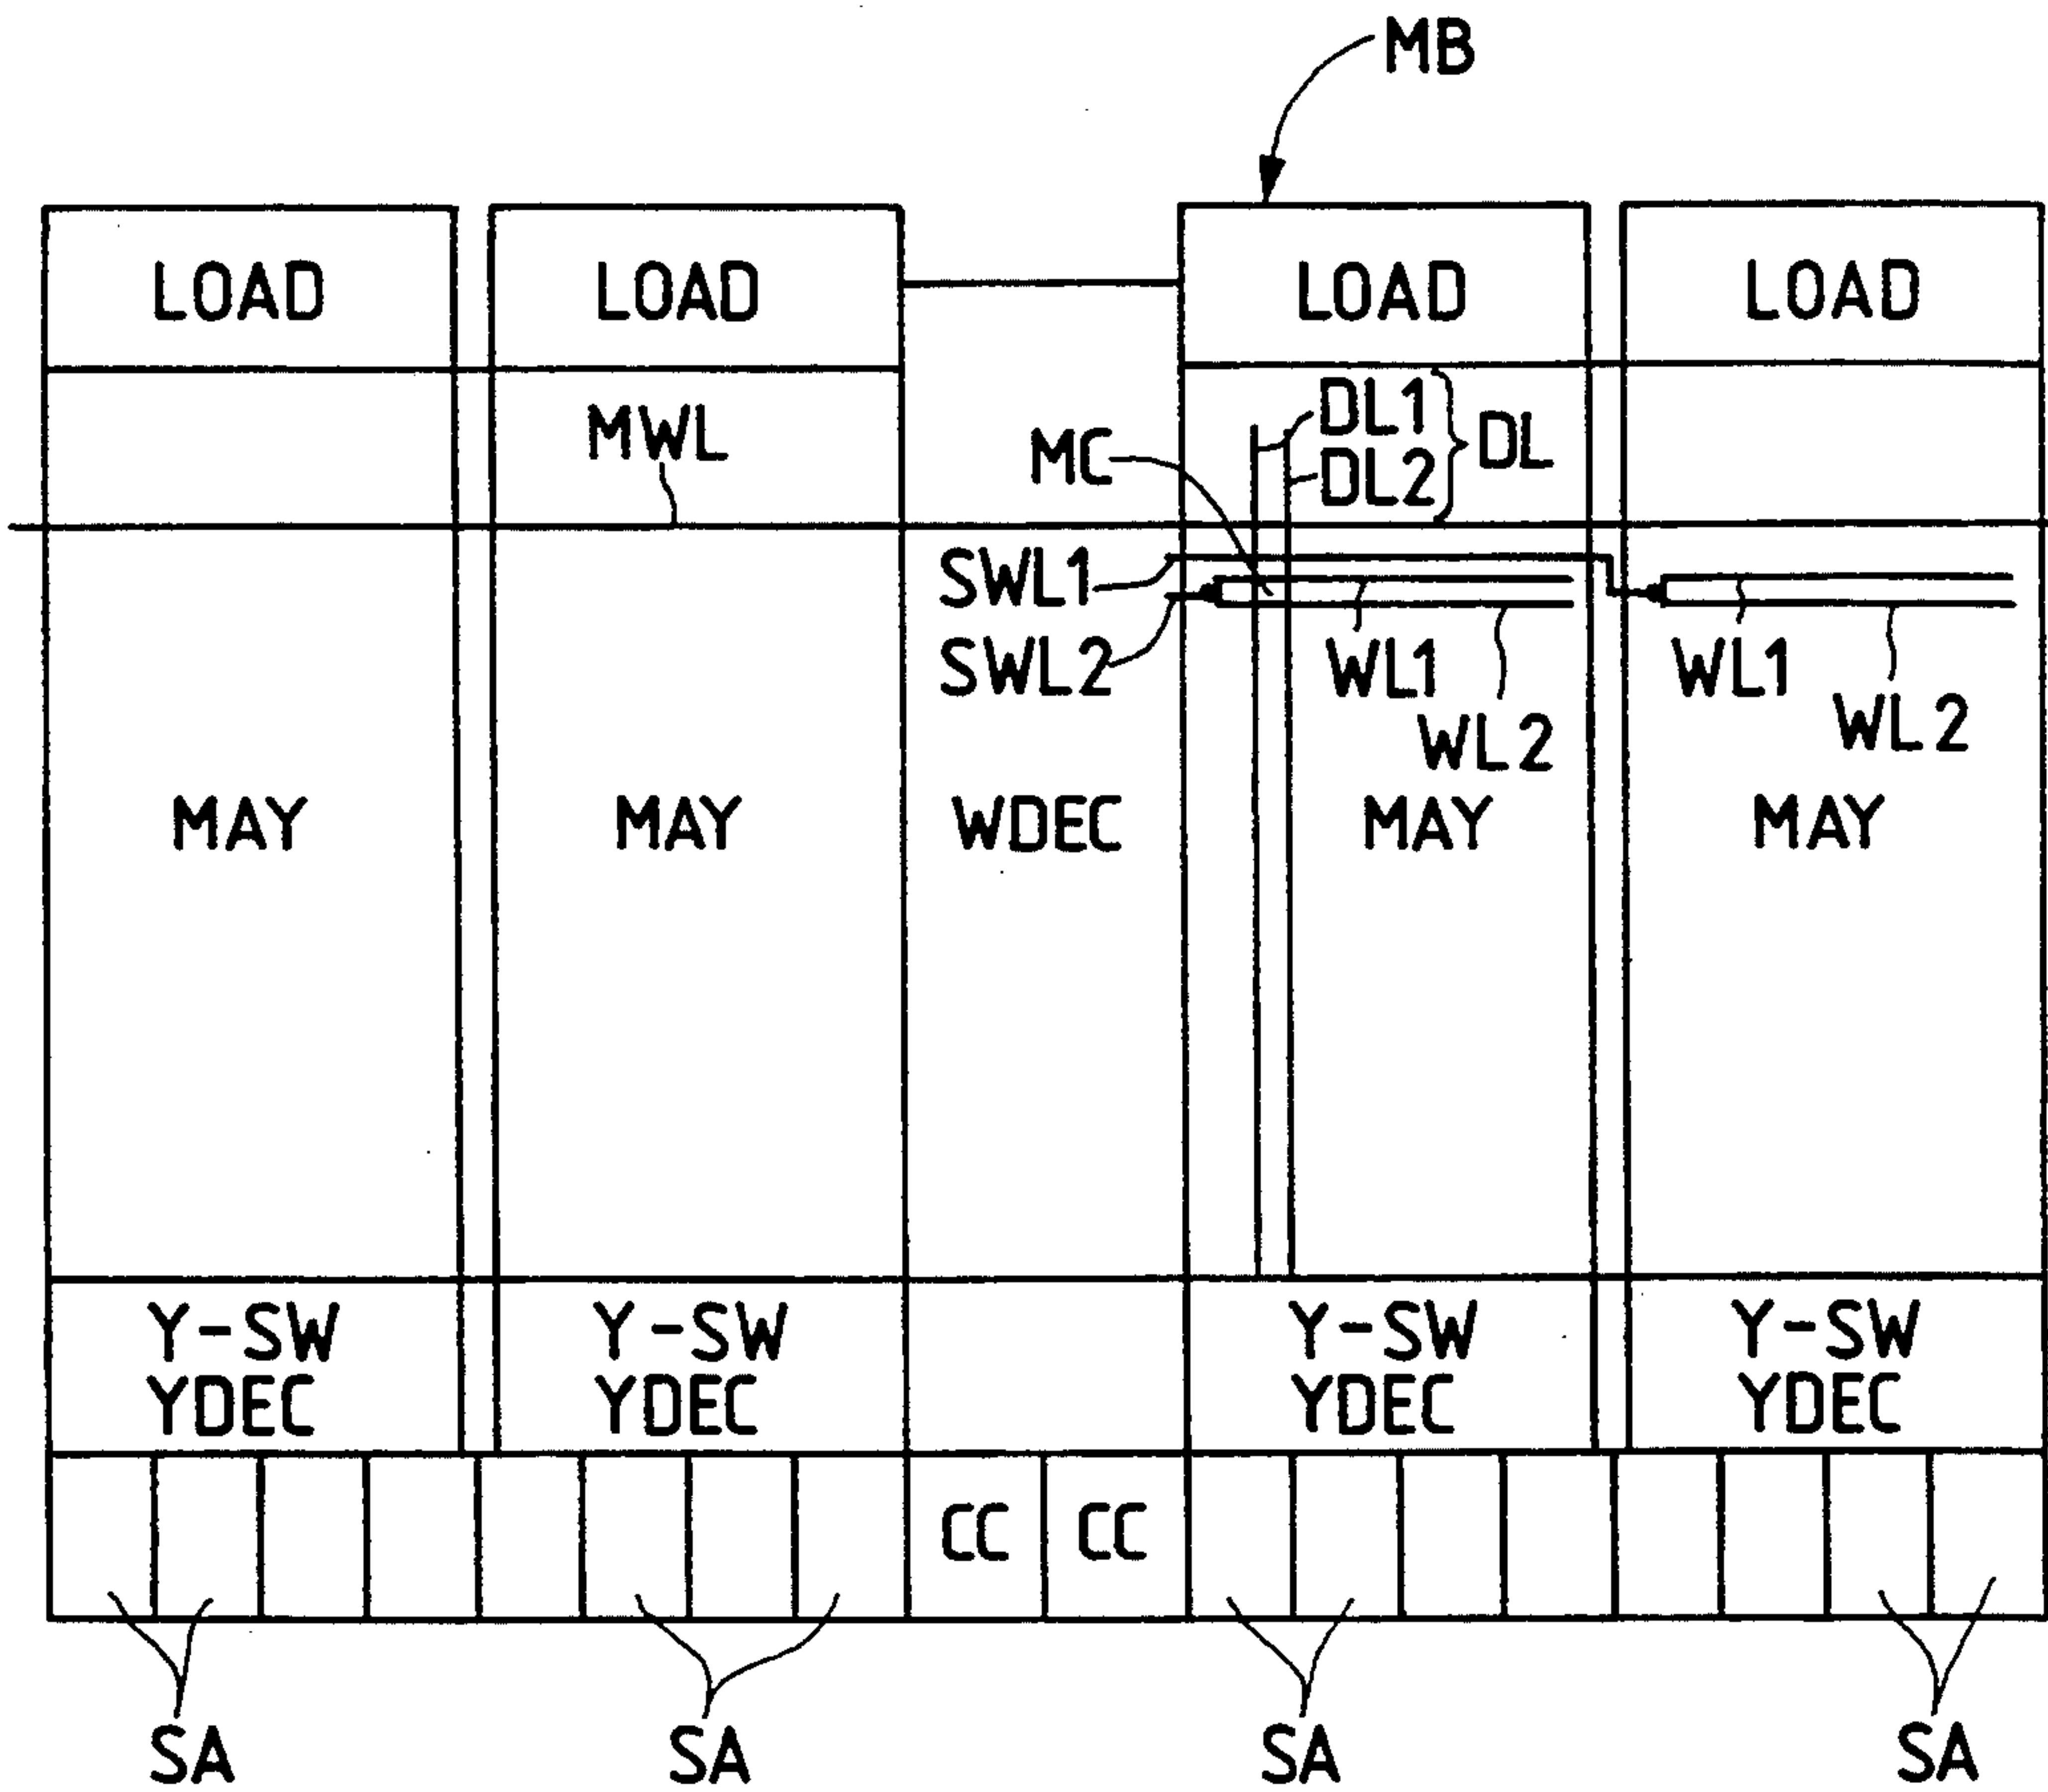 MB
LOAD LOAD LOAD LOAD
MWL
MC
DL1
DL2
DL
SWL1
SWL2
WL1
WL2
WL1
WL2
MAY MAY WDEC MAY MAY
Y-SW Y-SW Y-SW Y-SW
YDEC YDEC YDEC YDEC
CC CC
SA SA SA SA